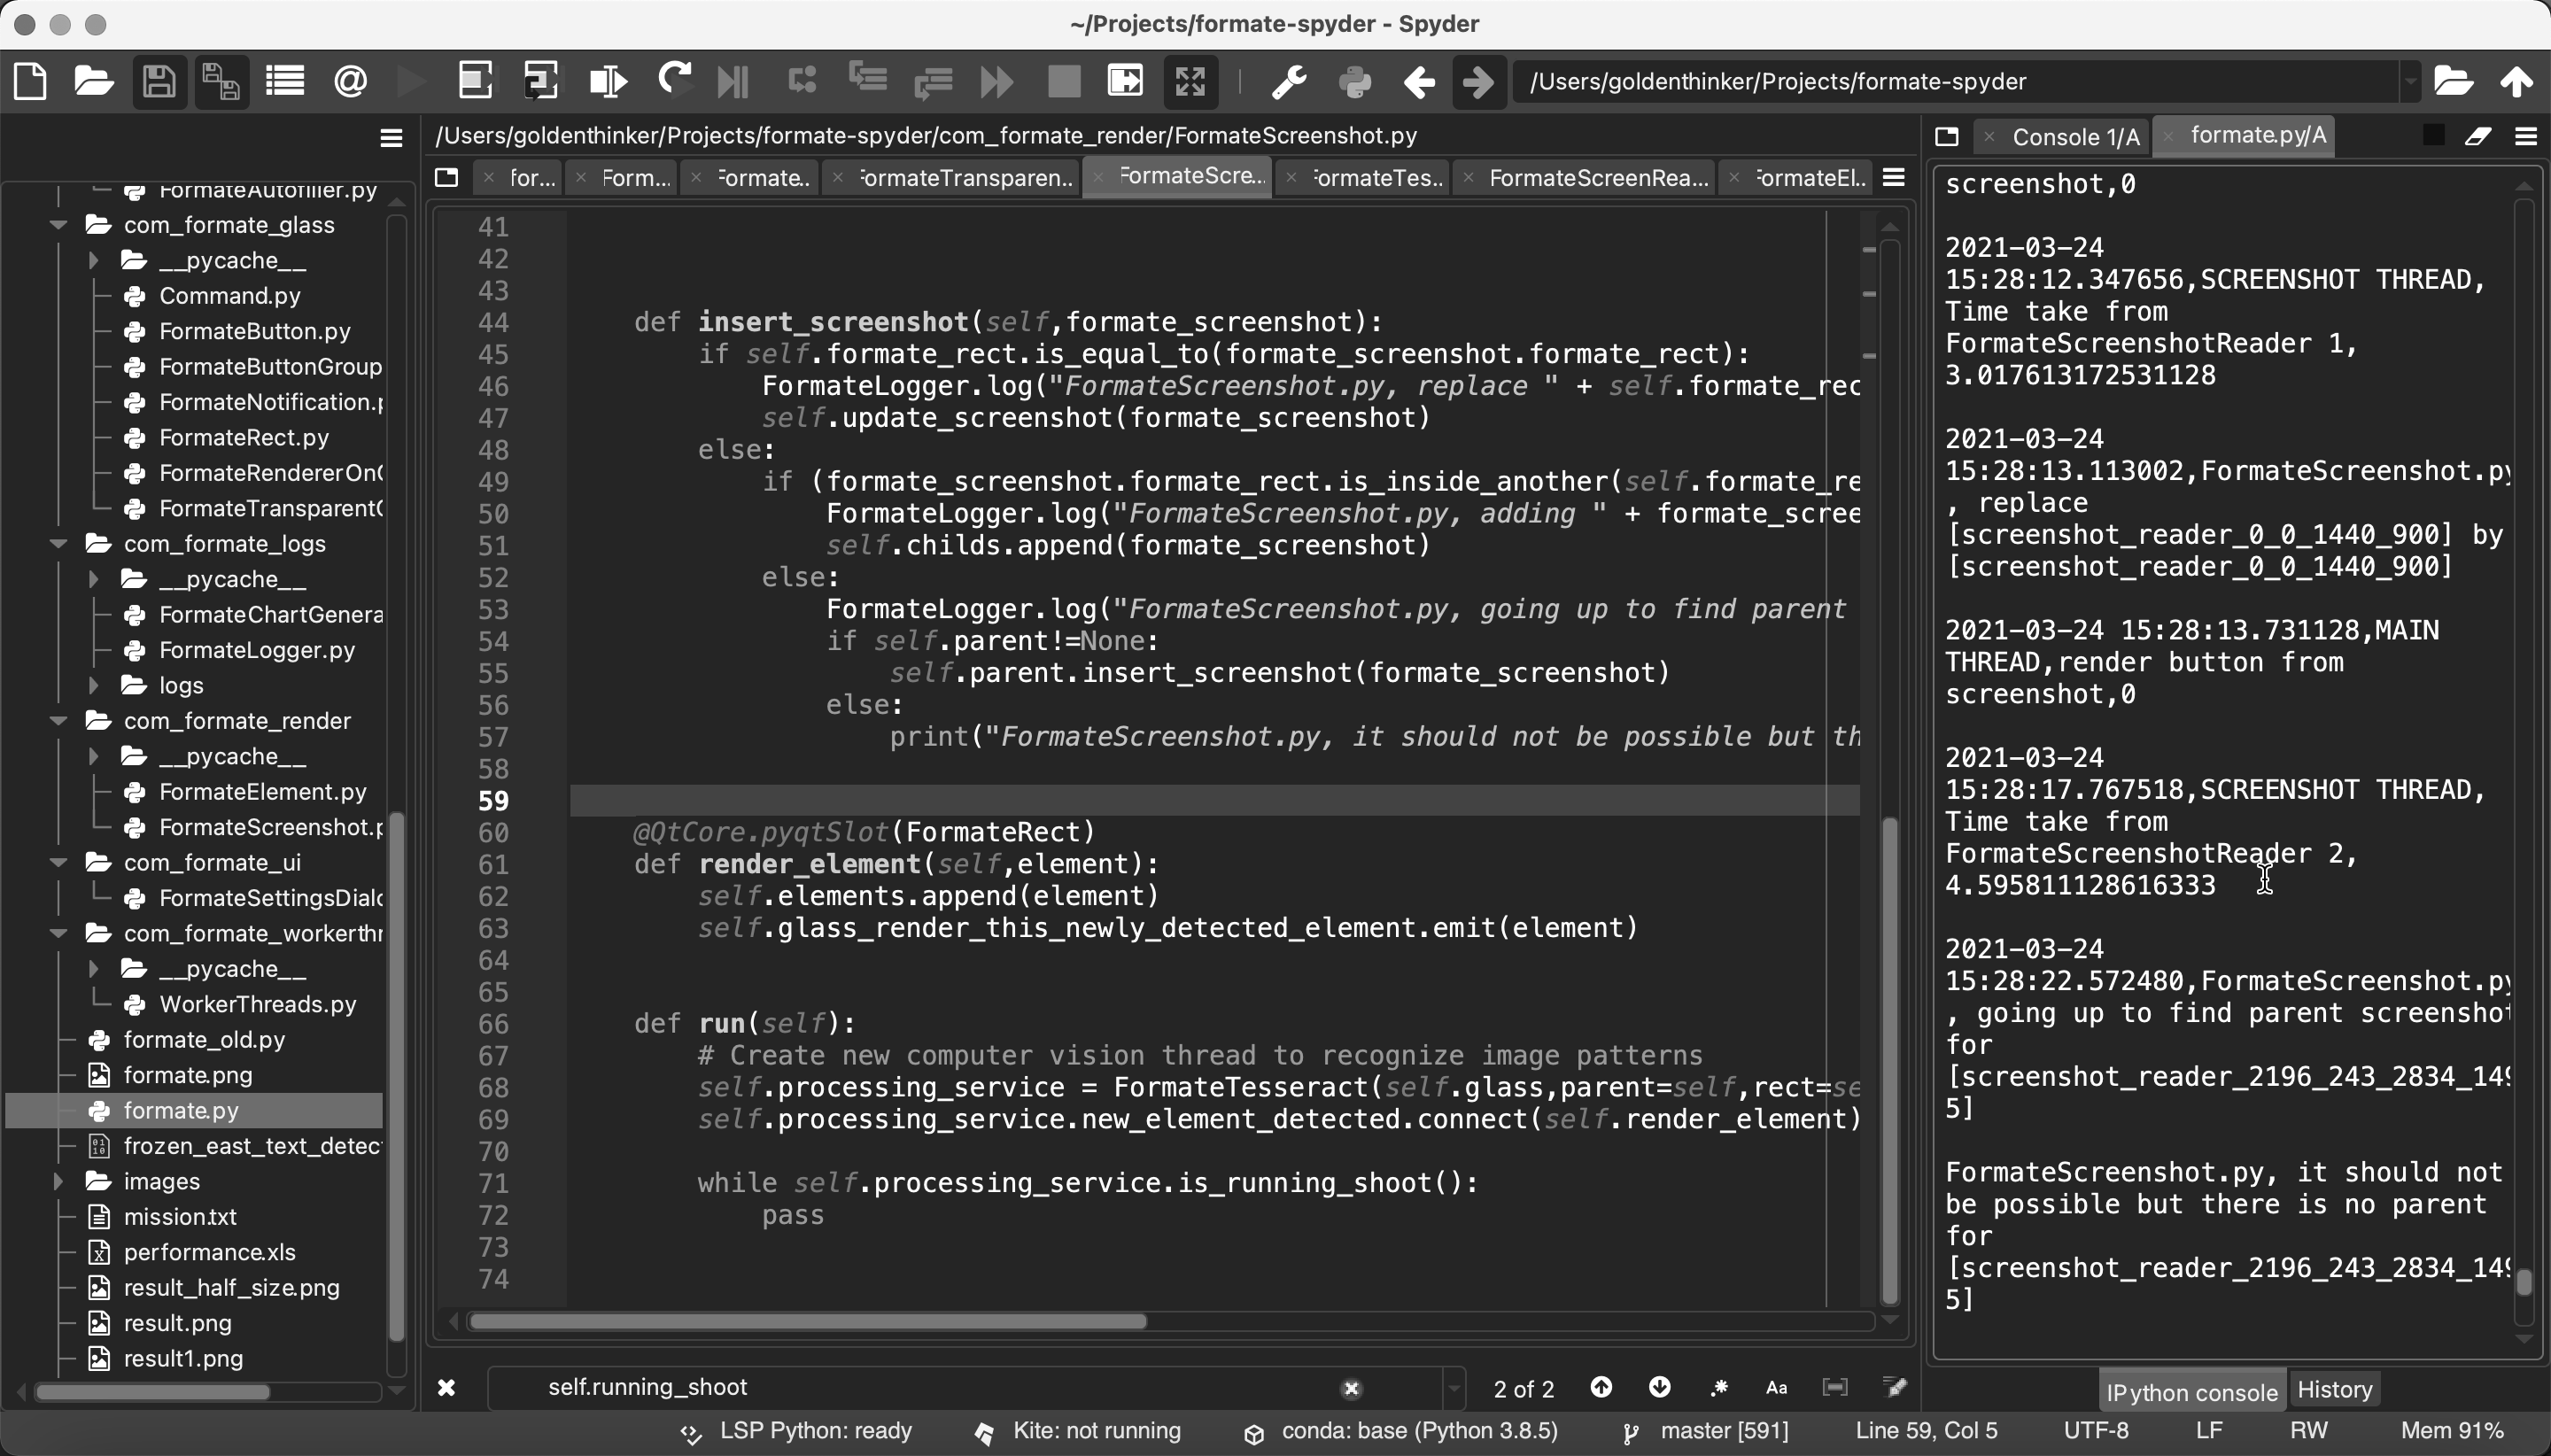 ~/Projects/formate-spyder - Spyder
/Users/goldenthinker/Projects/formate-spyder
/Users/goldenthinker/Projects/formate-spyder/com_formate_render/FormateScreenshot.py
Console 1/A
formate.py/A
for...
Form...
Formate..
FormateTransparen..
FormateScre...
FormateTes..
FormateScreenRea...
FormateEl..
FormateAutofiller.py
com_formate_glass
__pycache__
Command.py
FormateButton.py
FormateButtonGroup
FormateNotification.p
FormateRect.py
FormateRendererOn
FormateTransparent
com_formate_logs
__pycache__
FormateChartGenera
FormateLogger.py
logs
com_formate_render
__pycache__
FormateElement.py
FormateScreenshot.p
com_formate_ui
FormateSettingsDial
com_formate_workerthr
__pycache__
WorkerThreads.py
formate_old.py
formate.png
formate.py
frozen_east_text_detec
images
mission.txt
performance.xls
result_half_size.png
result.png
result1.png
41
42
43
44 def insert_screenshot(self,formate_screenshot):
45 if self.formate_rect.is_equal_to(formate_screenshot.formate_rect):
46 FormateLogger.log("FormateScreenshot.py, replace " + self.formate_rec
47 self.update_screenshot(formate_screenshot)
48 else:
49 if (formate_screenshot.formate_rect.is_inside_another(self.formate_re
50 FormateLogger.log("FormateScreenshot.py, adding " + formate_scree
51 self.childs.append(formate_screenshot)
52 else:
53 FormateLogger.log("FormateScreenshot.py, going up to find parent
54 if self.parent!=None:
55 self.parent.insert_screenshot(formate_screenshot)
56 else:
57 print("FormateScreenshot.py, it should not be possible but th
58
59
60 @QtCore.pyqtSlot(FormateRect)
61 def render_element(self,element):
62 self.elements.append(element)
63 self.glass_render_this_newly_detected_element.emit(element)
64
65
66 def run(self):
67 # Create new computer vision thread to recognize image patterns
68 self.processing_service = FormateTesseract(self.glass,parent=self,rect=se
69 self.processing_service.new_element_detected.connect(self.render_element)
70
71 while self.processing_service.is_running_shoot():
72 pass
73
74
screenshot,0
2021-03-24
15:28:12.347656,SCREENSHOT THREAD,
Time take from
FormateScreenshotReader 1,
3.017613172531128
2021-03-24
15:28:13.113002,FormateScreenshot.py
, replace
[screenshot_reader_0_0_1440_900] by
[screenshot_reader_0_0_1440_900]
2021-03-24 15:28:13.731128,MAIN
THREAD,render button from
screenshot,0
2021-03-24
15:28:17.767518,SCREENSHOT THREAD,
Time take from
FormateScreenshotReader 2,
4.595811128616333
2021-03-24
15:28:22.572480,FormateScreenshot.py
, going up to find parent screenshot
for
[screenshot_reader_2196_243_2834_149
5]
FormateScreenshot.py, it should not
be possible but there is no parent
for
[screenshot_reader_2196_243_2834_149
5]
self.running_shoot
2 of 2
Aa
IPython console
History
LSP Python: ready
Kite: not running
conda: base (Python 3.8.5)
master [591]
Line 59, Col 5
UTF-8
LF
RW
Mem 91%